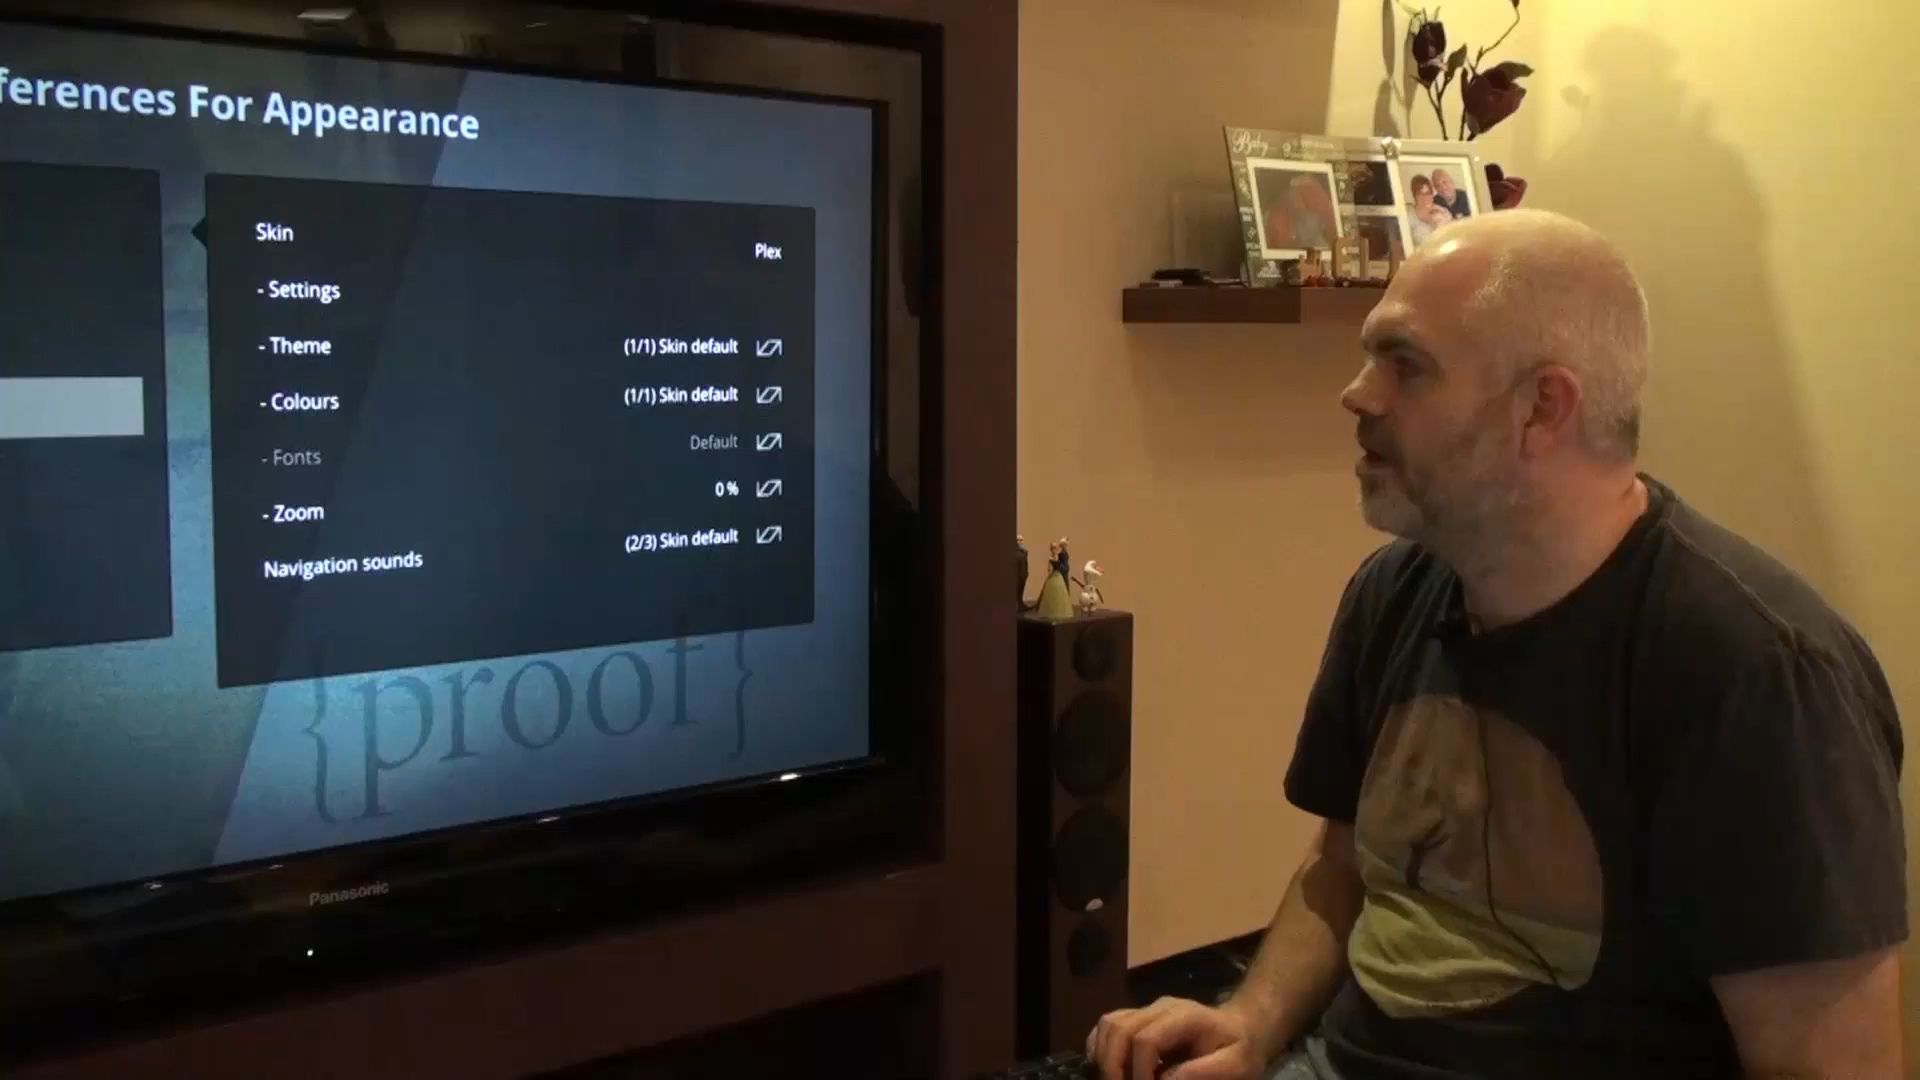 ferences For Appearance
Skin
Plex
- Settings
- Theme
(1/1) Skin default
- Colours
(1/1) Skin default
- Fonts
Default
- Zoom
0 %
Navigation sounds
(2/3) Skin default
{proof}
Panasonic
Baby